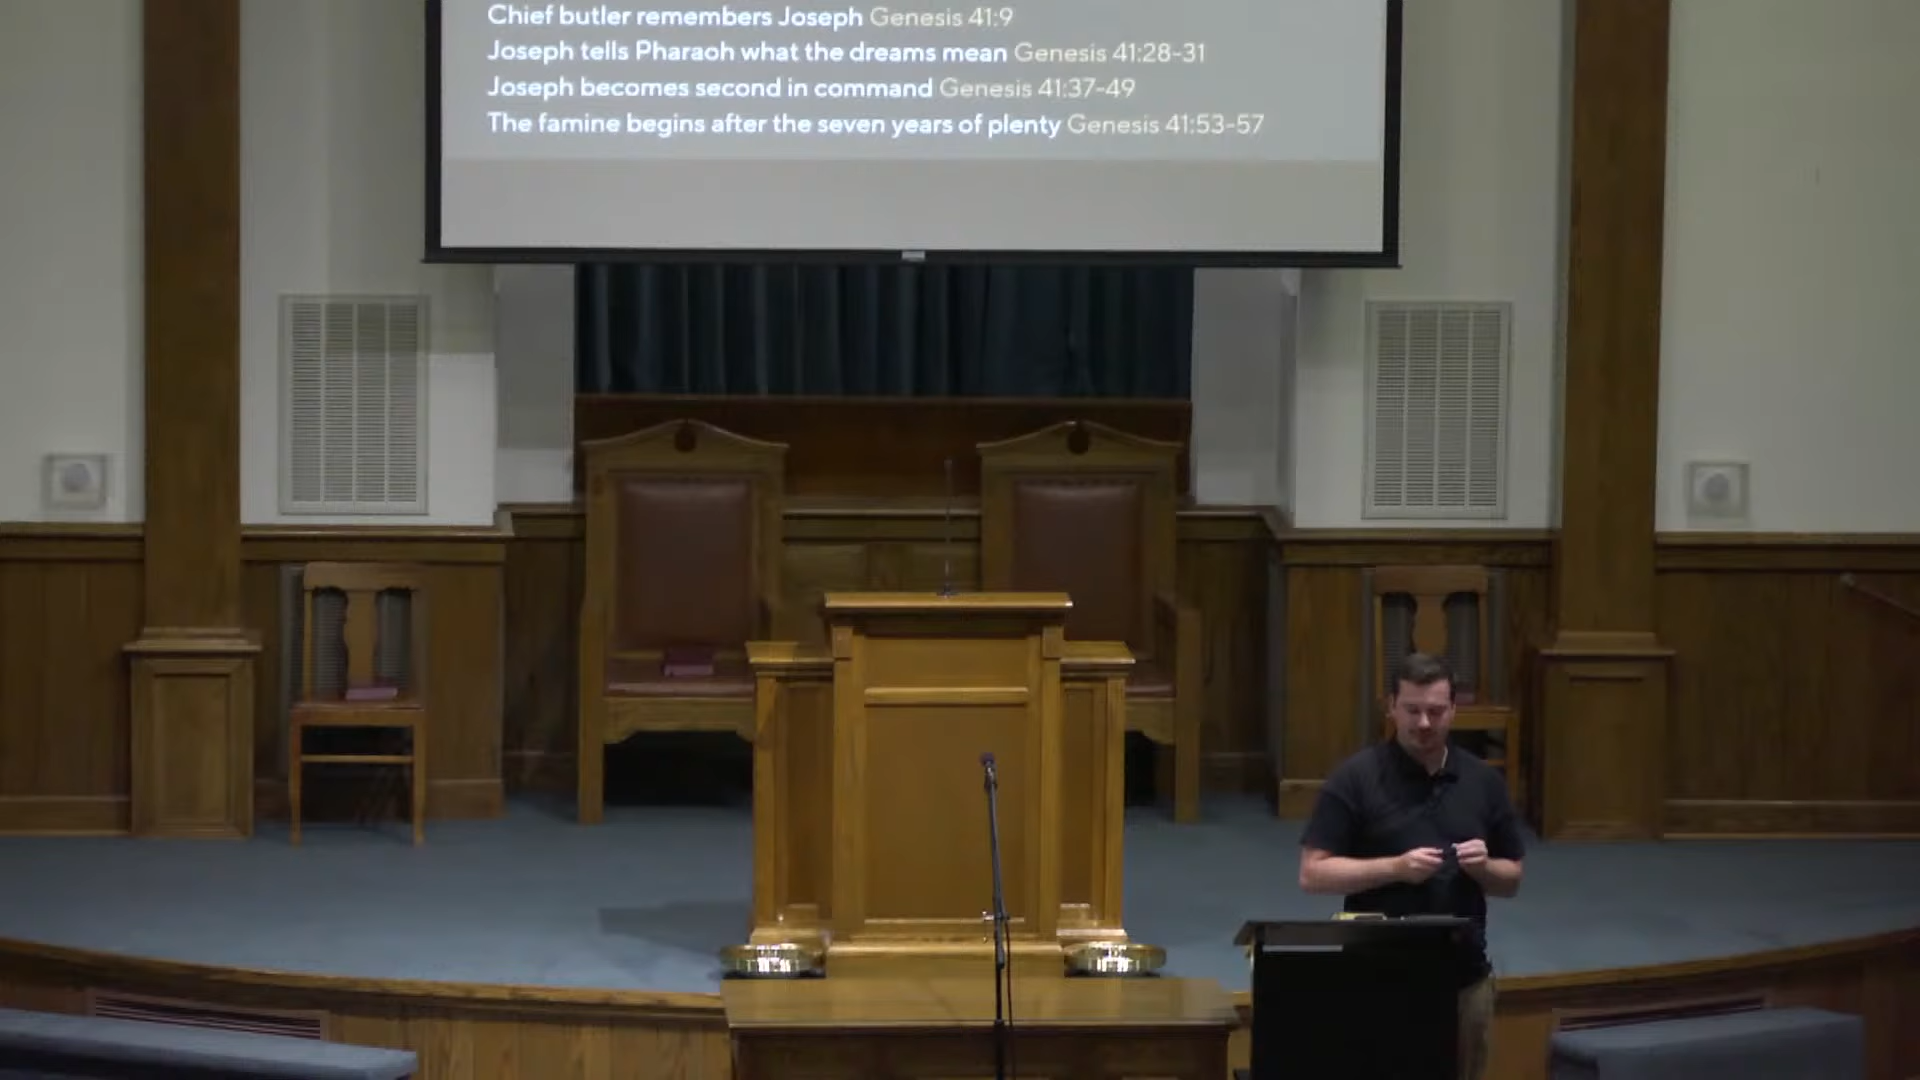 Chief butler remembers Joseph Genesis 41:9
Joseph tells Pharaoh what the dreams mean Genesis 41:28-31
Joseph becomes second in command Genesis 41:37-49
The famine begins after the seven years of plenty Genesis 41:53-57